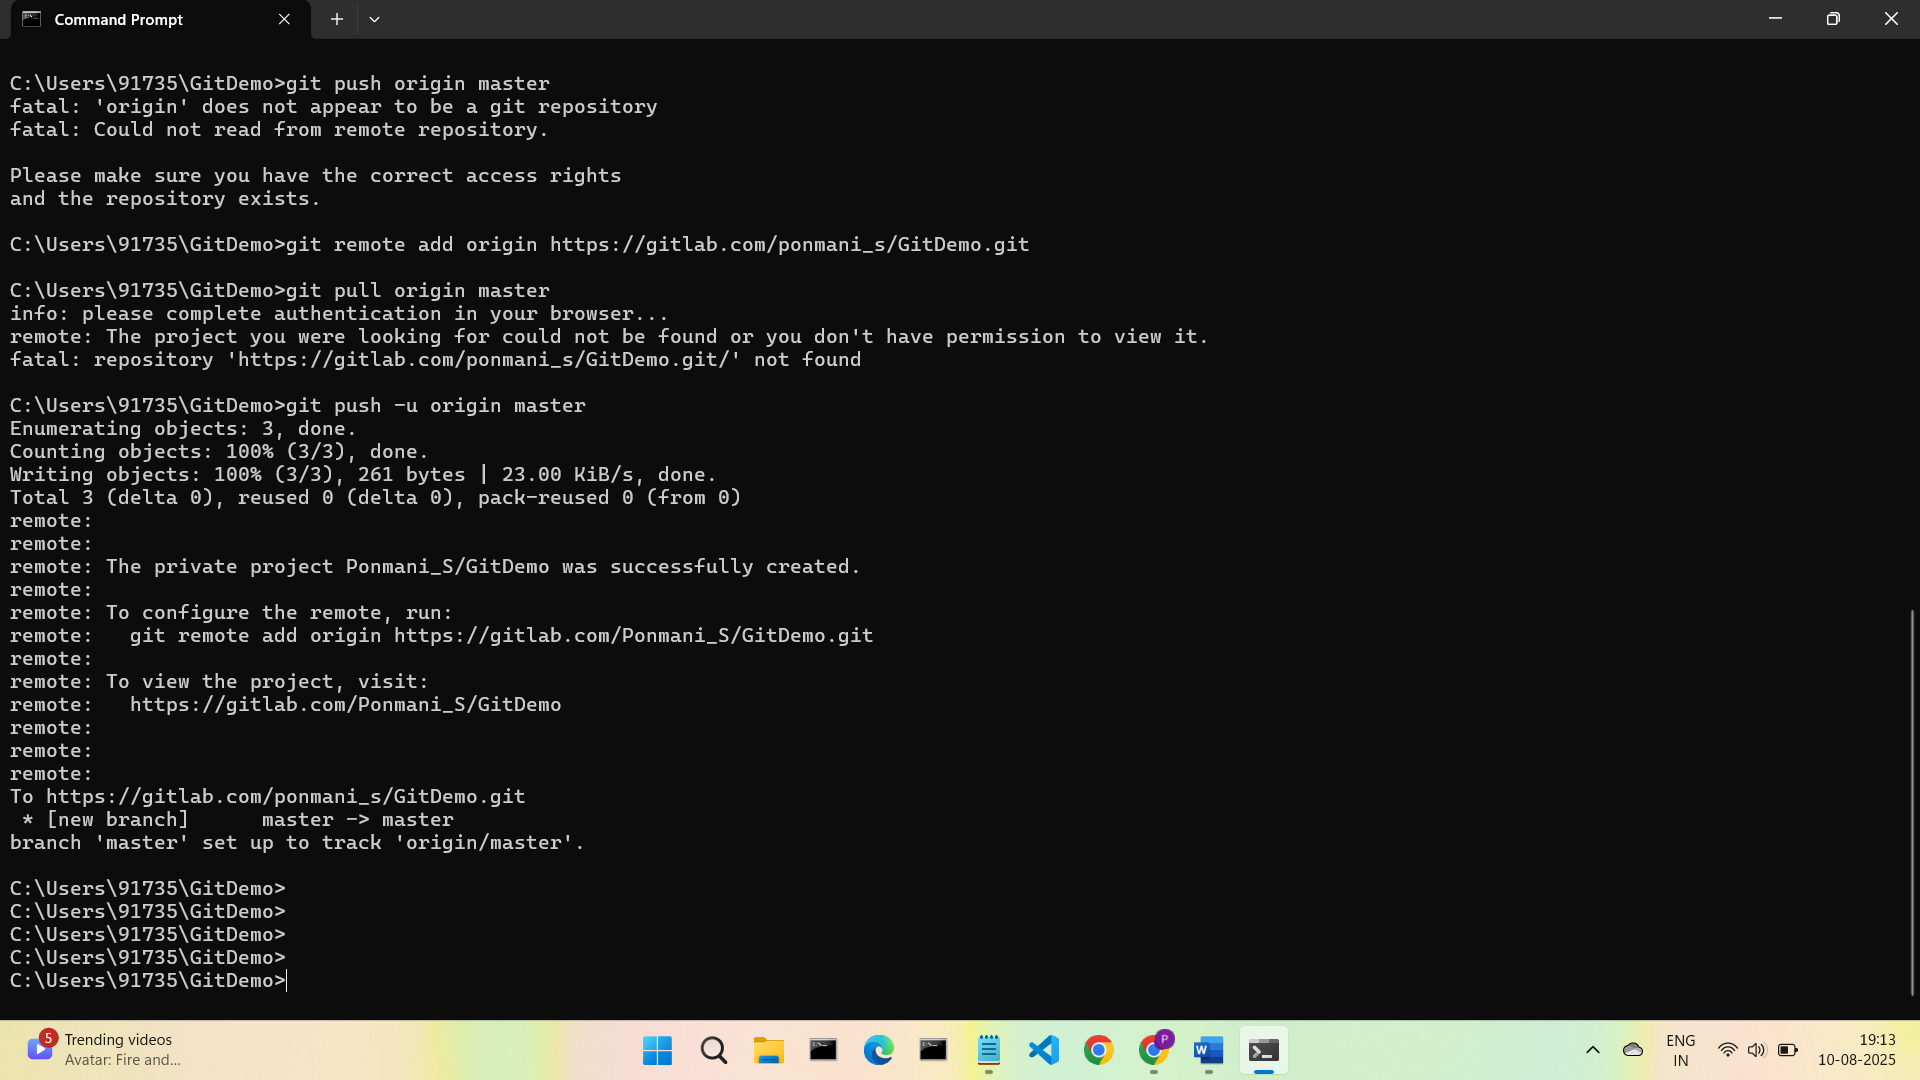 Command Prompt
C:\Users\91735\GitDemo>git push origin master
fatal: 'origin' does not appear to be a git repository
fatal: Could not read from remote repository.
Please make sure you have the correct access rights
and the repository exists.
C:\Users\91735\GitDemo>git remote add origin https://gitlab.com/ponmani_s/GitDemo.git
C:\Users\91735\GitDemo>git pull origin master
info: please complete authentication in your browser...
remote: The project you were looking for could not be found or you don't have permission to view it.
fatal: repository 'https://gitlab.com/ponmani_s/GitDemo.git/' not found
C:\Users\91735\GitDemo>git push -u origin master
Enumerating objects: 3, done.
Counting objects: 100% (3/3), done.
Writing objects: 100% (3/3), 261 bytes | 23.00 KiB/s, done.
Total 3 (delta 0), reused 0 (delta 0), pack-reused 0 (from 0)
remote:
remote:
remote: The private project Ponmani_S/GitDemo was successfully created.
remote:
remote: To configure the remote, run:
remote:   git remote add origin https://gitlab.com/Ponmani_S/GitDemo.git
remote:
remote: To view the project, visit:
remote:   https://gitlab.com/Ponmani_S/GitDemo
remote:
remote:
remote:
To https://gitlab.com/ponmani_s/GitDemo.git
 * [new branch]      master -> master
branch 'master' set up to track 'origin/master'.
C:\Users\91735\GitDemo>
C:\Users\91735\GitDemo>
C:\Users\91735\GitDemo>
C:\Users\91735\GitDemo>
C:\Users\91735\GitDemo>
5
Trending videos
Avatar: Fire and...
P
W
ENG
IN
19:13
10-08-2025